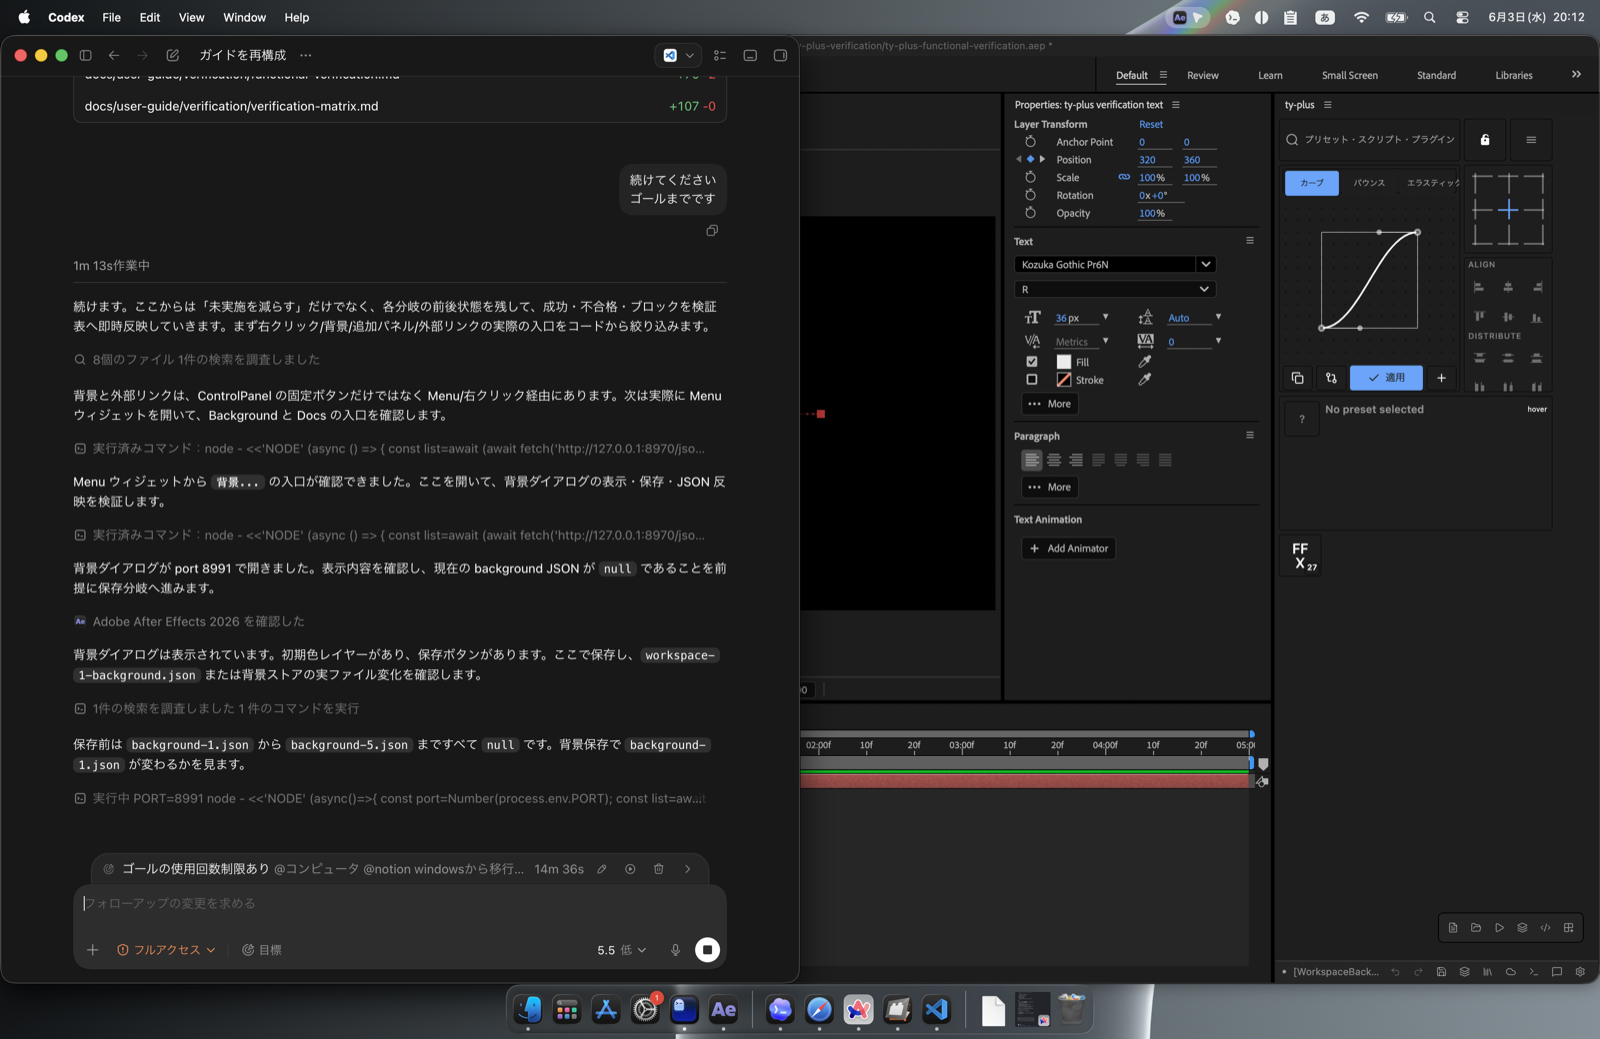 Codex File Edit View Window Help
あ 6月3日(水) 20:12
ガイドを再構成 …
docs/user-guide/verification/verification-matrix.md +107 -0
続けてください
ゴールまでです
1m 13s作業中
続けます。ここからは「未実施を減らす」だけでなく、各分岐の前後状態を残して、成功・不合格・ブロックを検証
表へ即時反映していきます。まず右クリック/背景/追加パネル/外部リンクの実際の入口をコードから絞り込みます。
8個のファイル 1件の検索を調査しました
背景と外部リンクは、ControlPanel の固定ボタンだけではなく Menu/右クリック経由にあります。次は実際に Menu
ウィジェットを開いて、Background と Docs の入口を確認します。
実行済みコマンド：node - <<'NODE' (async () => { const list=await (await fetch('http://127.0.0.1:8970/jso...
Menu ウィジェットから 背景... の入口が確認できました。ここを開いて、背景ダイアログの表示・保存・JSON 反
映を検証します。
実行済みコマンド：node - <<'NODE' (async () => { const list=await (await fetch('http://127.0.0.1:8970/jso...
背景ダイアログが port 8991 で開きました。表示内容を確認し、現在の background JSON が null であることを前
提に保存分岐へ進みます。
Ae Adobe After Effects 2026 を確認した
背景ダイアログは表示されています。初期色レイヤーがあり、保存ボタンがあります。ここで保存し、 workspace-
1-background.json または背景ストアの実ファイル変化を確認します。
1件の検索を調査しました 1 件のコマンドを実行
保存前は background-1.json から background-5.json まですべて null です。背景保存で background-
1.json が変わるかを見ます。
実行中 PORT=8991 node - <<'NODE' (async()=>{ const port=Number(process.env.PORT); const list=aw...
ゴールの使用回数制限あり @コンピュータ @notion windowsから移行... 14m 36s
フォローアップの変更を求める
フルアクセス 目標 5.5 低
-plus-verification/ty-plus-functional-verification.aep *
Default Review Learn Small Screen Standard Libraries
Properties: ty-plus verification text
Layer Transform Reset
Anchor Point 0 0
Position 320 360
Scale 100% 100%
Rotation 0x+0°
Opacity 100%
Text
Kozuka Gothic Pr6N
R
36 px Auto
Metrics 0
Fill
Stroke
More
Paragraph
More
Text Animation
Add Animator
02:00f 10f 20f 03:00f 10f 20f 04:00f 10f 20f
ty-plus
プリセット・スクリプト・プラグイン
カーブ バウンス エラスティック
ALIGN
DISTRIBUTE
適用
? No preset selected hover
FF
X 27
[WorkspaceBack...
1
Ae Ae